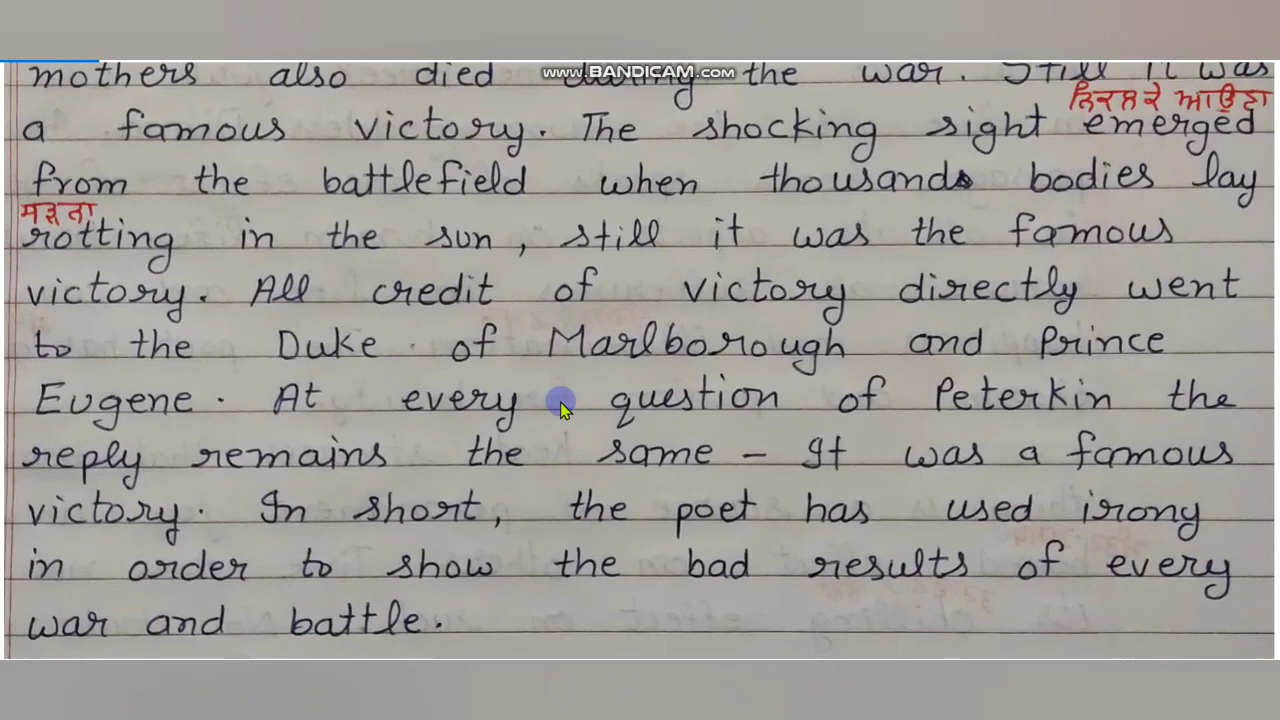 www.BANDICAM.com
mothers also died during the war. Still it was
ਨਿਕਲਕੇ ਆਉਣਾ
a famous victory. The shocking sight emerged
from the battlefield when thousands bodies lay
ਸੜਨਾ
rotting in the sun, still it was the famous
victory. All credit of victory directly went
to the Duke of Marlborough and Prince
Eugene. At every question of Peterkin the
reply remains the same - It was a famous
victory. In short, the poet has used irony
in order to show the bad results of every
war and battle.